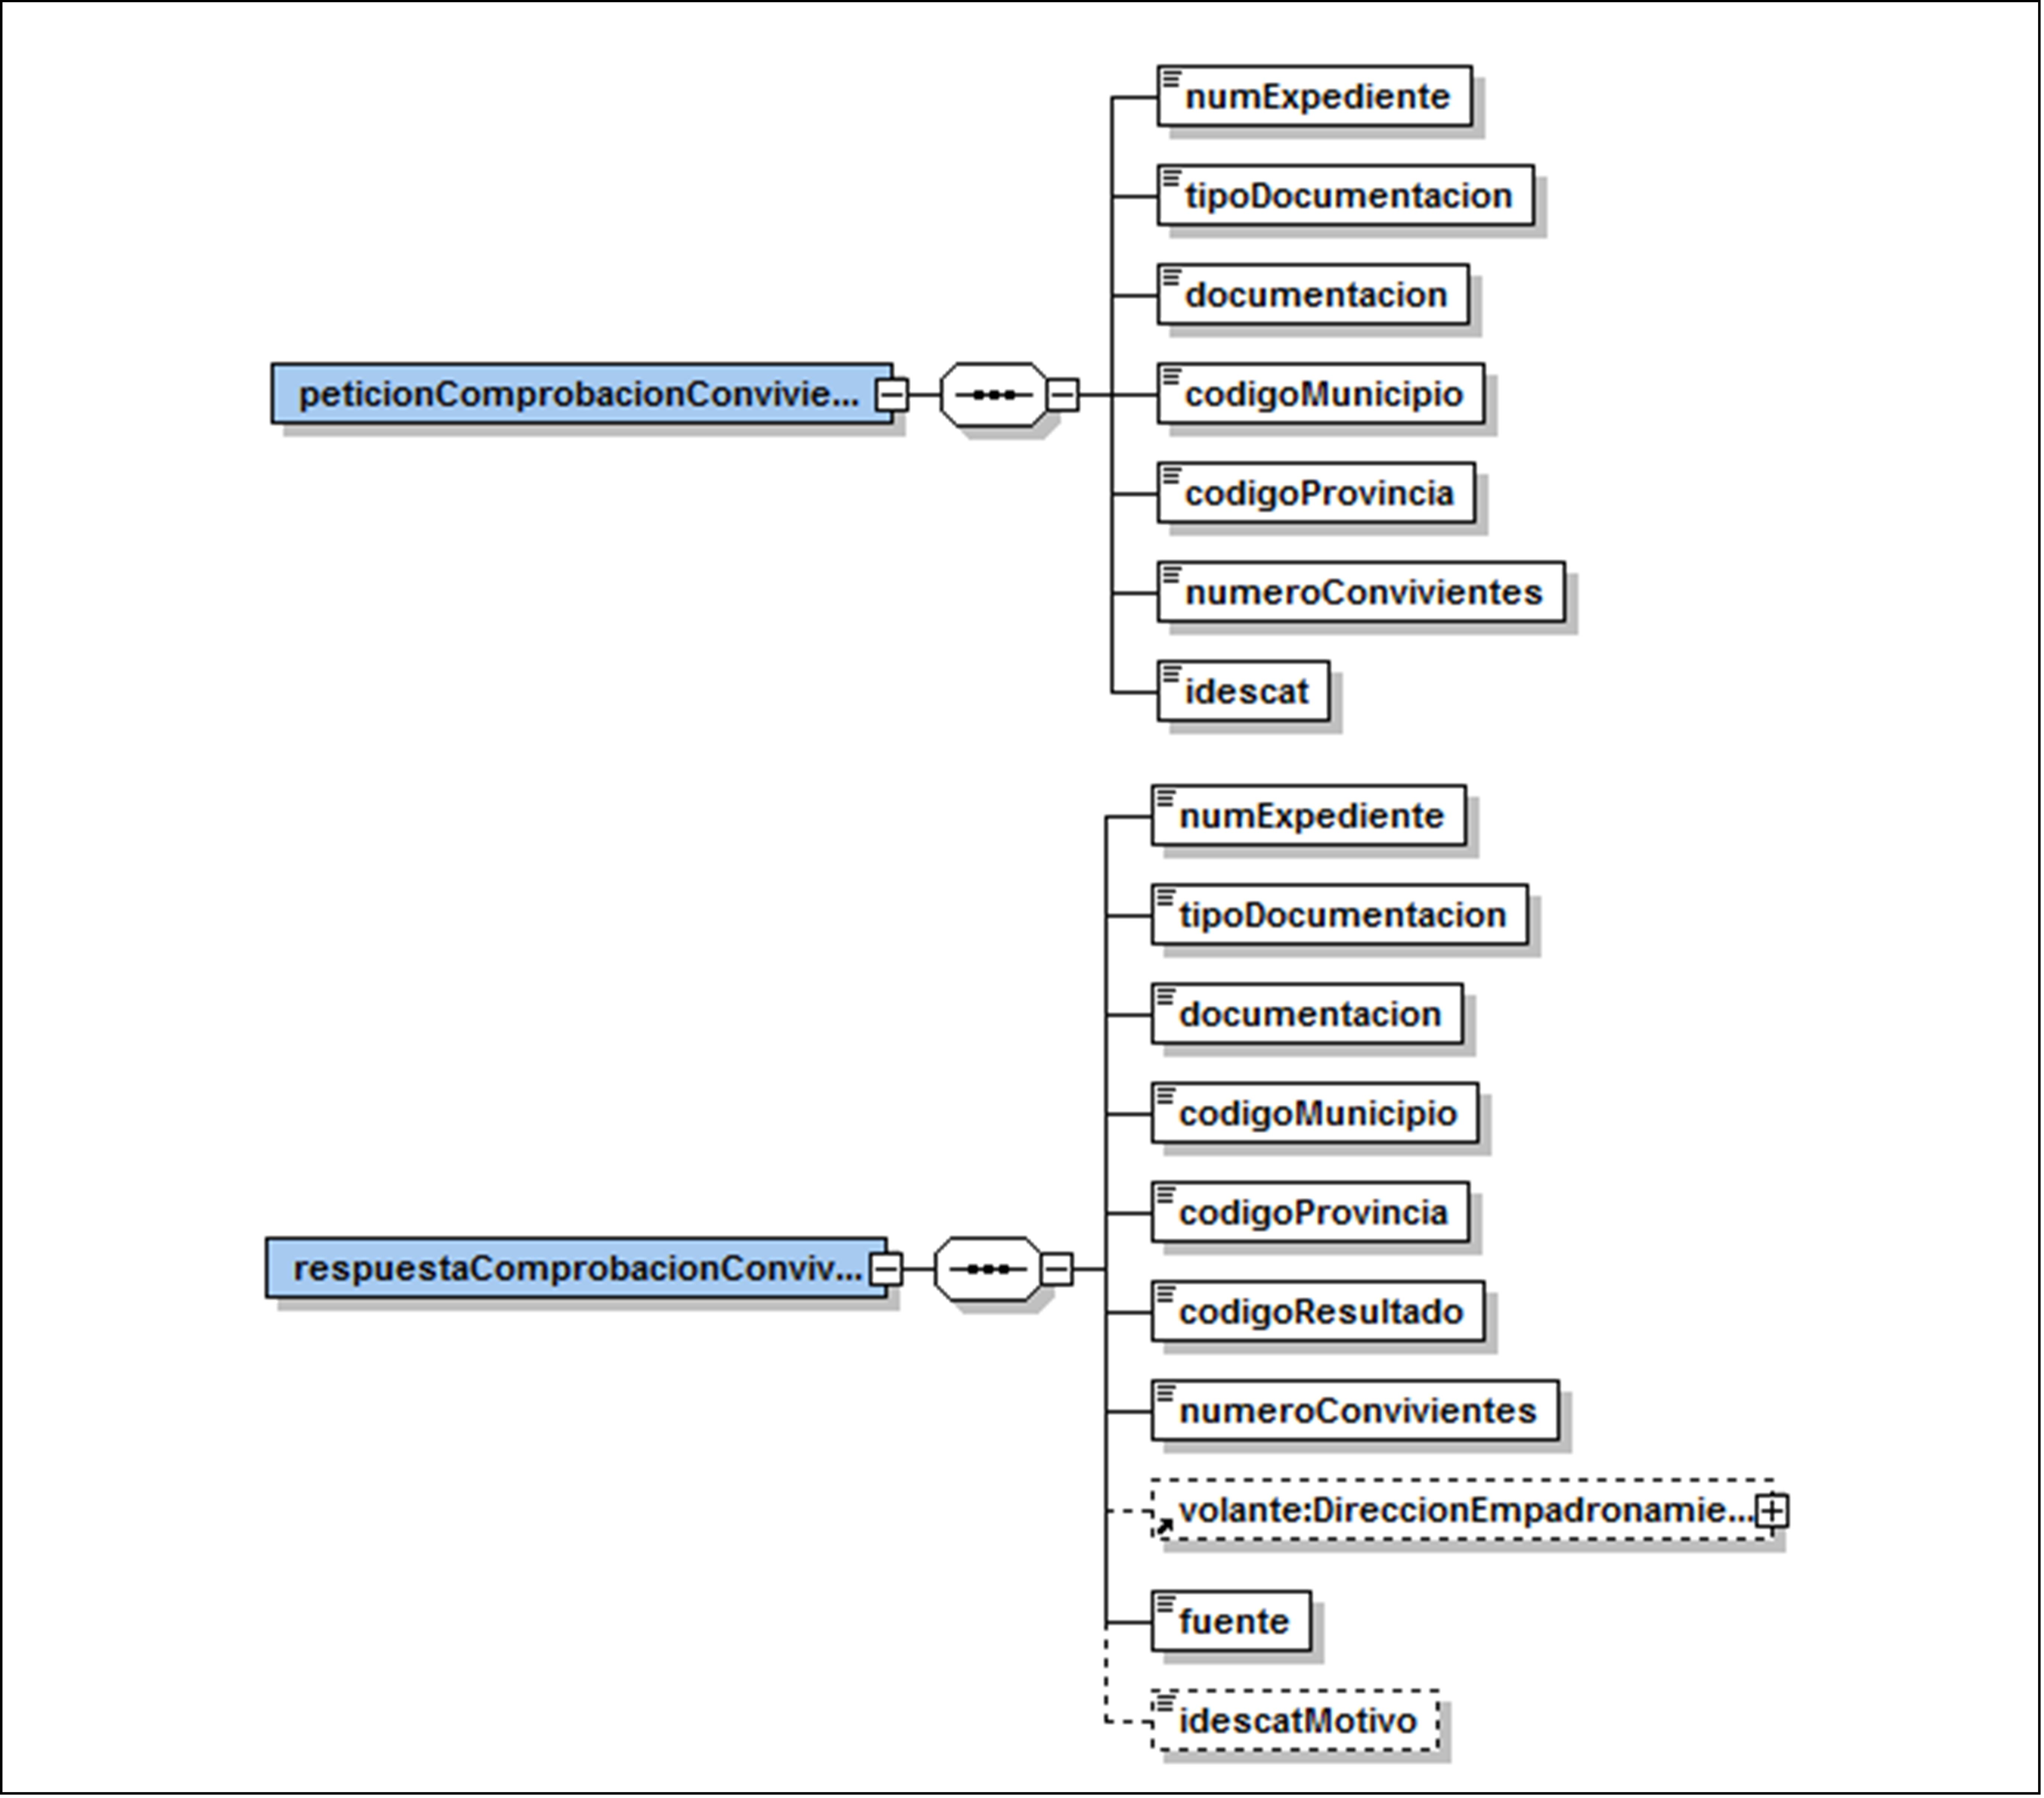 numExpediente
tipoDocumentacion
documentacion
peticionComprobacionConvivie...
codigoMunicipio
codigoProvincia
numeroConvivientes
idescat
numExpediente
tipoDocumentacion
documentacion
codigoMunicipio
codigoProvincia
respuestaComprobacionConviv...
codigoResultado
numeroConvivientes
volante:DireccionEmpadronamie...
fuente
idescatMotivo